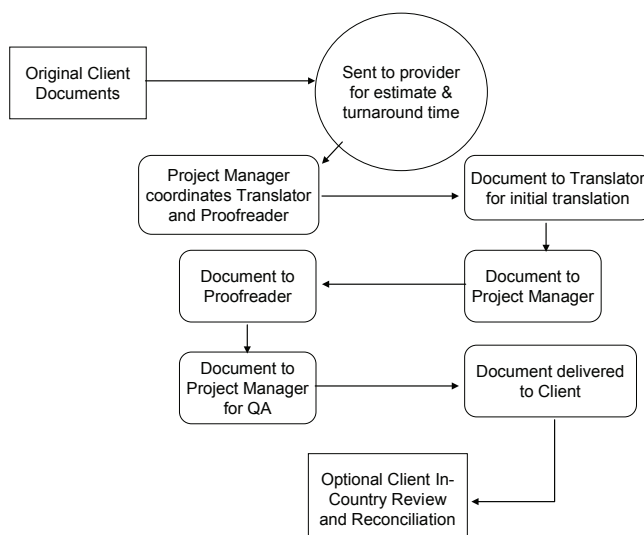 Original Client
Documents
Sent to provider
for estimate &
turnaround time
Project Manager
coordinates Translator
and Proofreader
Document to Translator
for initial translation
Document to
Project Manager
Document to
Proofreader
Document to
Project Manager
for QA
Document delivered
to Client
Optional Client In-
Country Review
and Reconciliation